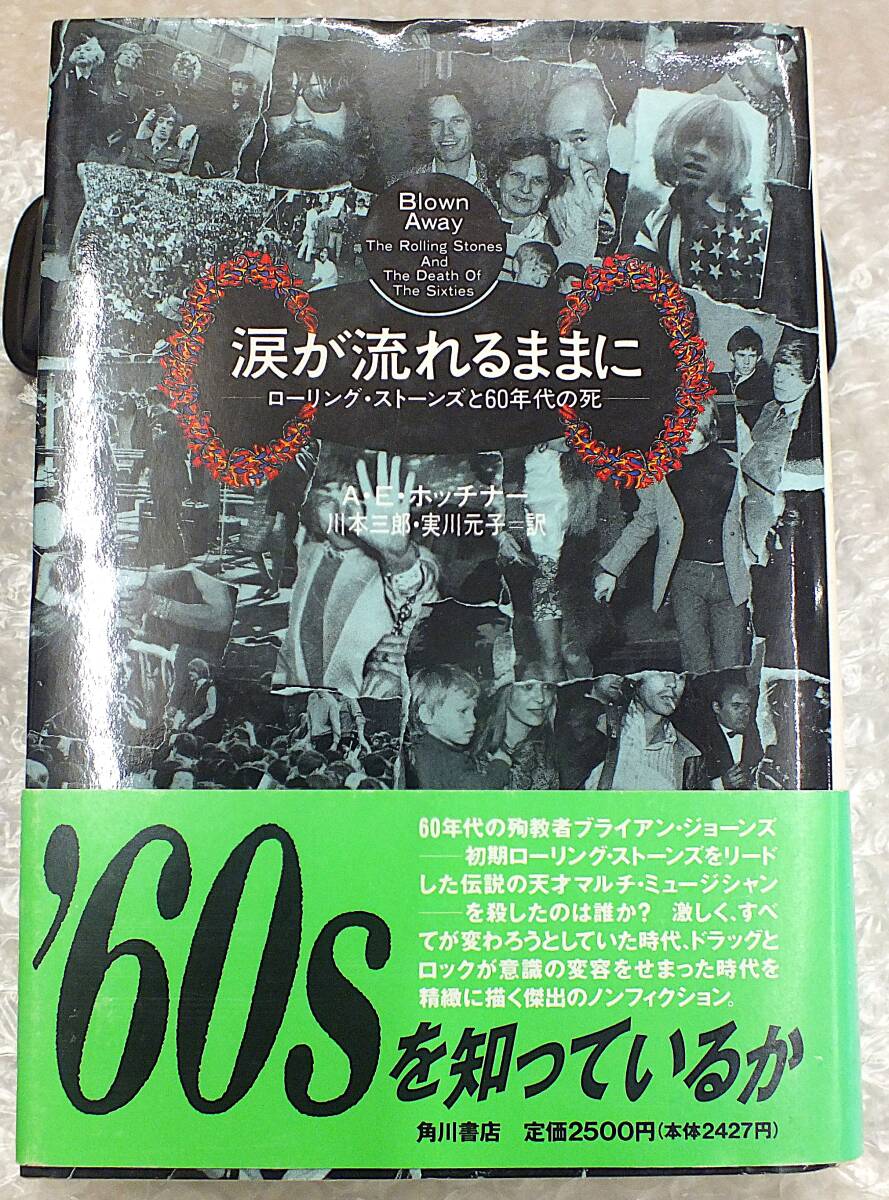 Blown
Away
The Rolling Stones
And
The Death Of
The Sixties
涙が流れるままに
ローリング・ストーンズと60年代の死
A・E・ホッチナー
川本三郎・実川元子=訳
60年代の殉教者ブライアン・ジョーンズ
──初期ローリング・ストーンズをリード
した伝説の天才マルチ・ミュージシャン
──を殺したのは誰か? 激しく、すべ
てが変わろうとしていた時代、ドラッグと
ロックが意識の変容をせまった時代を
精緻に描く傑出のノンフィクション。
'60s を知っているか
角川書店 定価2500円(本体2427円)